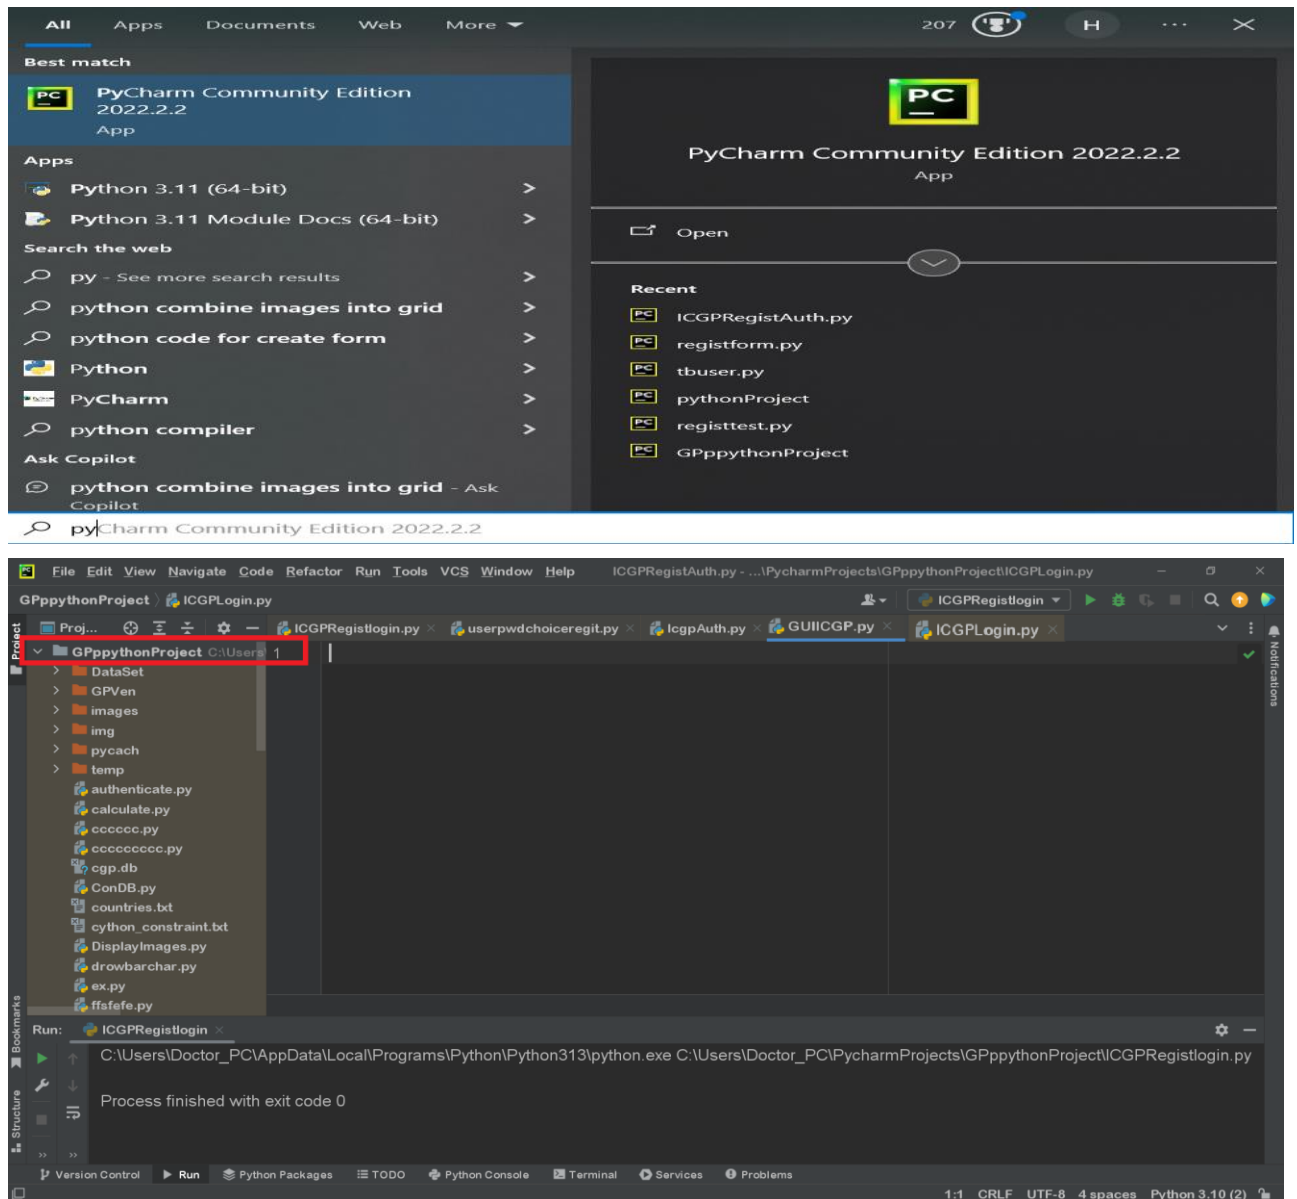 All Apps Documents Web More 207 H ...
Best match
PyCharm Community Edition
2022.2.2
App
Apps
Python 3.11 (64-bit)
Python 3.11 Module Docs (64-bit)
Search the web
py - See more search results
python combine images into grid
python code for create form
Python
PyCharm
python compiler
Ask Copilot
python combine images into grid - Ask
Copilot
pyCharm Community Edition 2022.2.2
PC
PyCharm Community Edition 2022.2.2
App
Open
Recent
ICGPRegistAuth.py
registform.py
tbuser.py
pythonProject
registtest.py
GPppythonProject
File Edit View Navigate Code Refactor Run Tools VCS Window Help ICGPRegistAuth.py - ...\PycharmProjects\GPppythonProject\ICGPLogin.py
GPppythonProject ICGPLogin.py ICGPRegistlogin
Project
Proj... ICGPRegistlogin.py userpwdchoiceregit.py IcgpAuth.py GUIICGP.py ICGPLogin.py
Notifications
GPppythonProject C:\Users\ 1
DataSet
GPVen
images
img
pycach
temp
authenticate.py
calculate.py
cccccc.py
ccccccccc.py
cgp.db
ConDB.py
countries.txt
cython_constraint.txt
DisplayImages.py
drowbarchar.py
ex.py
ffsfefe.py
Bookmarks
Structure
Run: ICGPRegistlogin
C:\Users\Doctor_PC\AppData\Local\Programs\Python\Python313\python.exe C:\Users\Doctor_PC\PycharmProjects\GPppythonProject\ICGPRegistlogin.py
Process finished with exit code 0
Version Control Run Python Packages TODO Python Console Terminal Services Problems
1:1 CRLF UTF-8 4 spaces Python 3.10 (2)